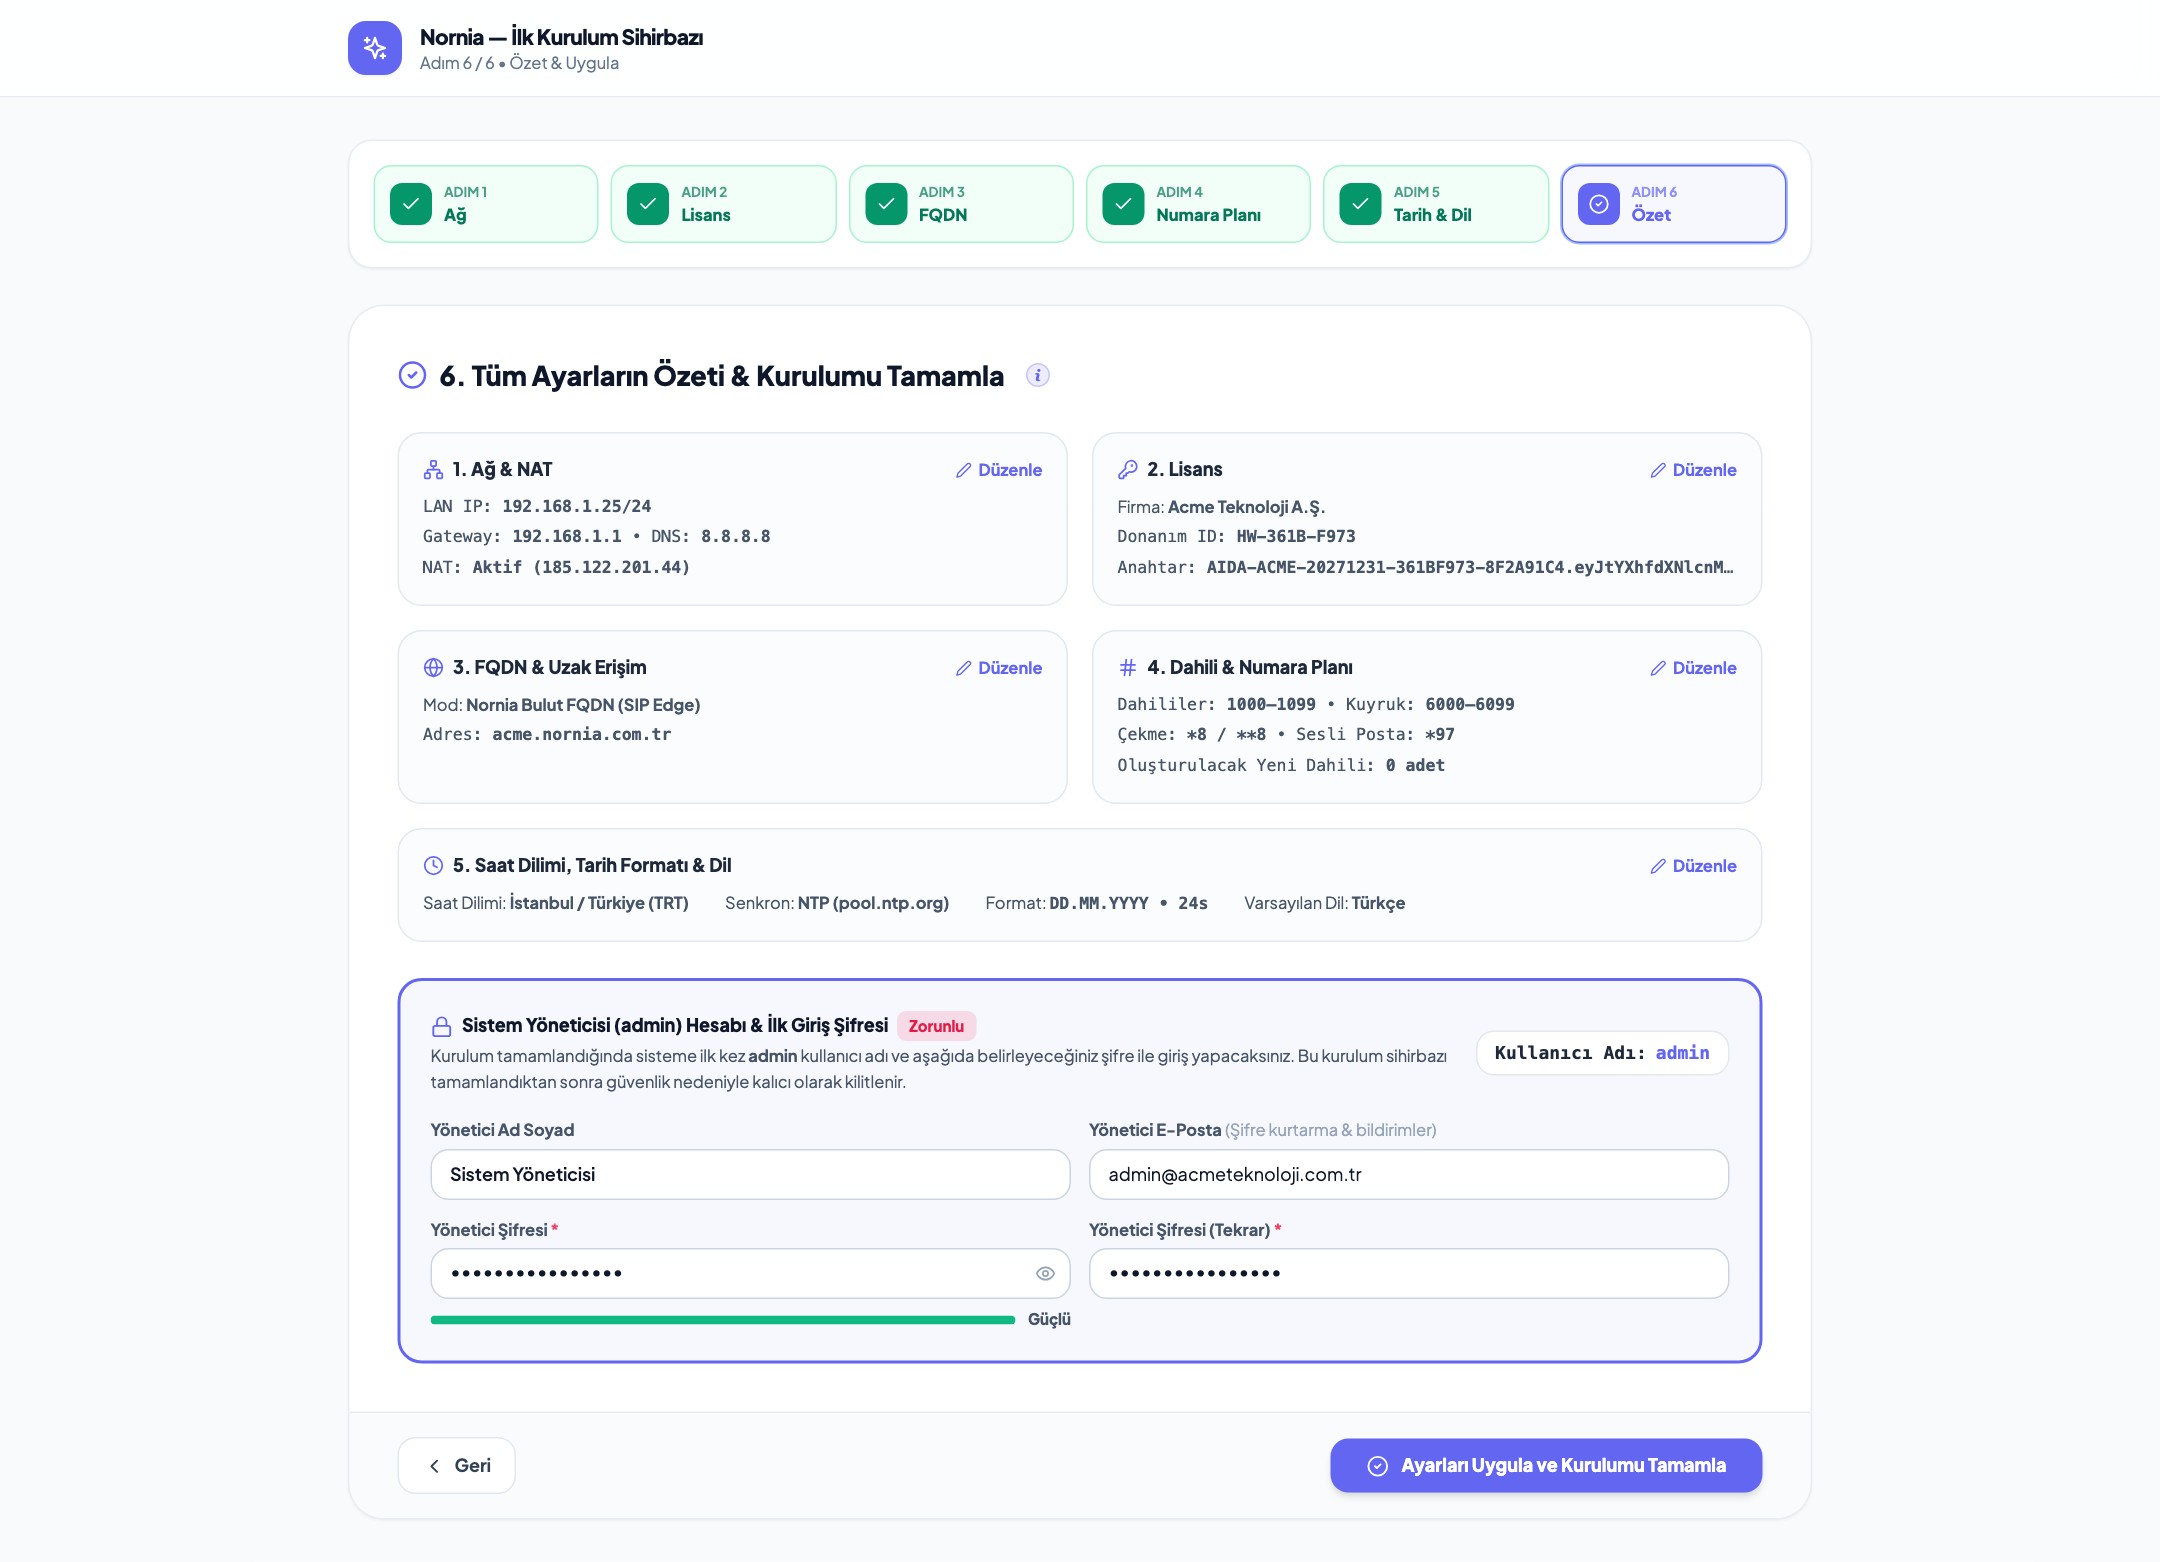 Nornia — İlk Kurulum Sihirbazı
Adım 6 / 6 • Özet & Uygula
ADIM 1
Ağ
ADIM 2
Lisans
ADIM 3
FQDN
ADIM 4
Numara Planı
ADIM 5
Tarih & Dil
ADIM 6
Özet
6. Tüm Ayarların Özeti & Kurulumu Tamamla i
1. Ağ & NAT
Düzenle
LAN IP: 192.168.1.25/24
Gateway: 192.168.1.1 • DNS: 8.8.8.8
NAT: Aktif (185.122.201.44)
2. Lisans
Düzenle
Firma: Acme Teknoloji A.Ş.
Donanım ID: HW-361B-F973
Anahtar: AIDA-ACME-20271231-361BF973-8F2A91C4.eyJtYXhfdXNlcnM…
3. FQDN & Uzak Erişim
Düzenle
Mod: Nornia Bulut FQDN (SIP Edge)
Adres: acme.nornia.com.tr
4. Dahili & Numara Planı
Düzenle
Dahililer: 1000–1099 • Kuyruk: 6000–6099
Çekme: *8 / **8 • Sesli Posta: *97
Oluşturulacak Yeni Dahili: 0 adet
5. Saat Dilimi, Tarih Formatı & Dil
Düzenle
Saat Dilimi: İstanbul / Türkiye (TRT) Senkron: NTP (pool.ntp.org) Format: DD.MM.YYYY • 24s Varsayılan Dil: Türkçe
Sistem Yöneticisi (admin) Hesabı & İlk Giriş Şifresi Zorunlu
Kurulum tamamlandığında sisteme ilk kez admin kullanıcı adı ve aşağıda belirleyeceğiniz şifre ile giriş yapacaksınız. Bu kurulum sihirbazı
tamamlandıktan sonra güvenlik nedeniyle kalıcı olarak kilitlenir.
Kullanıcı Adı: admin
Yönetici Ad Soyad
Sistem Yöneticisi
Yönetici E-Posta (Şifre kurtarma & bildirimler)
admin@acmeteknoloji.com.tr
Yönetici Şifresi *
••••••••••••••••
Güçlü
Yönetici Şifresi (Tekrar) *
••••••••••••••••
Geri
Ayarları Uygula ve Kurulumu Tamamla